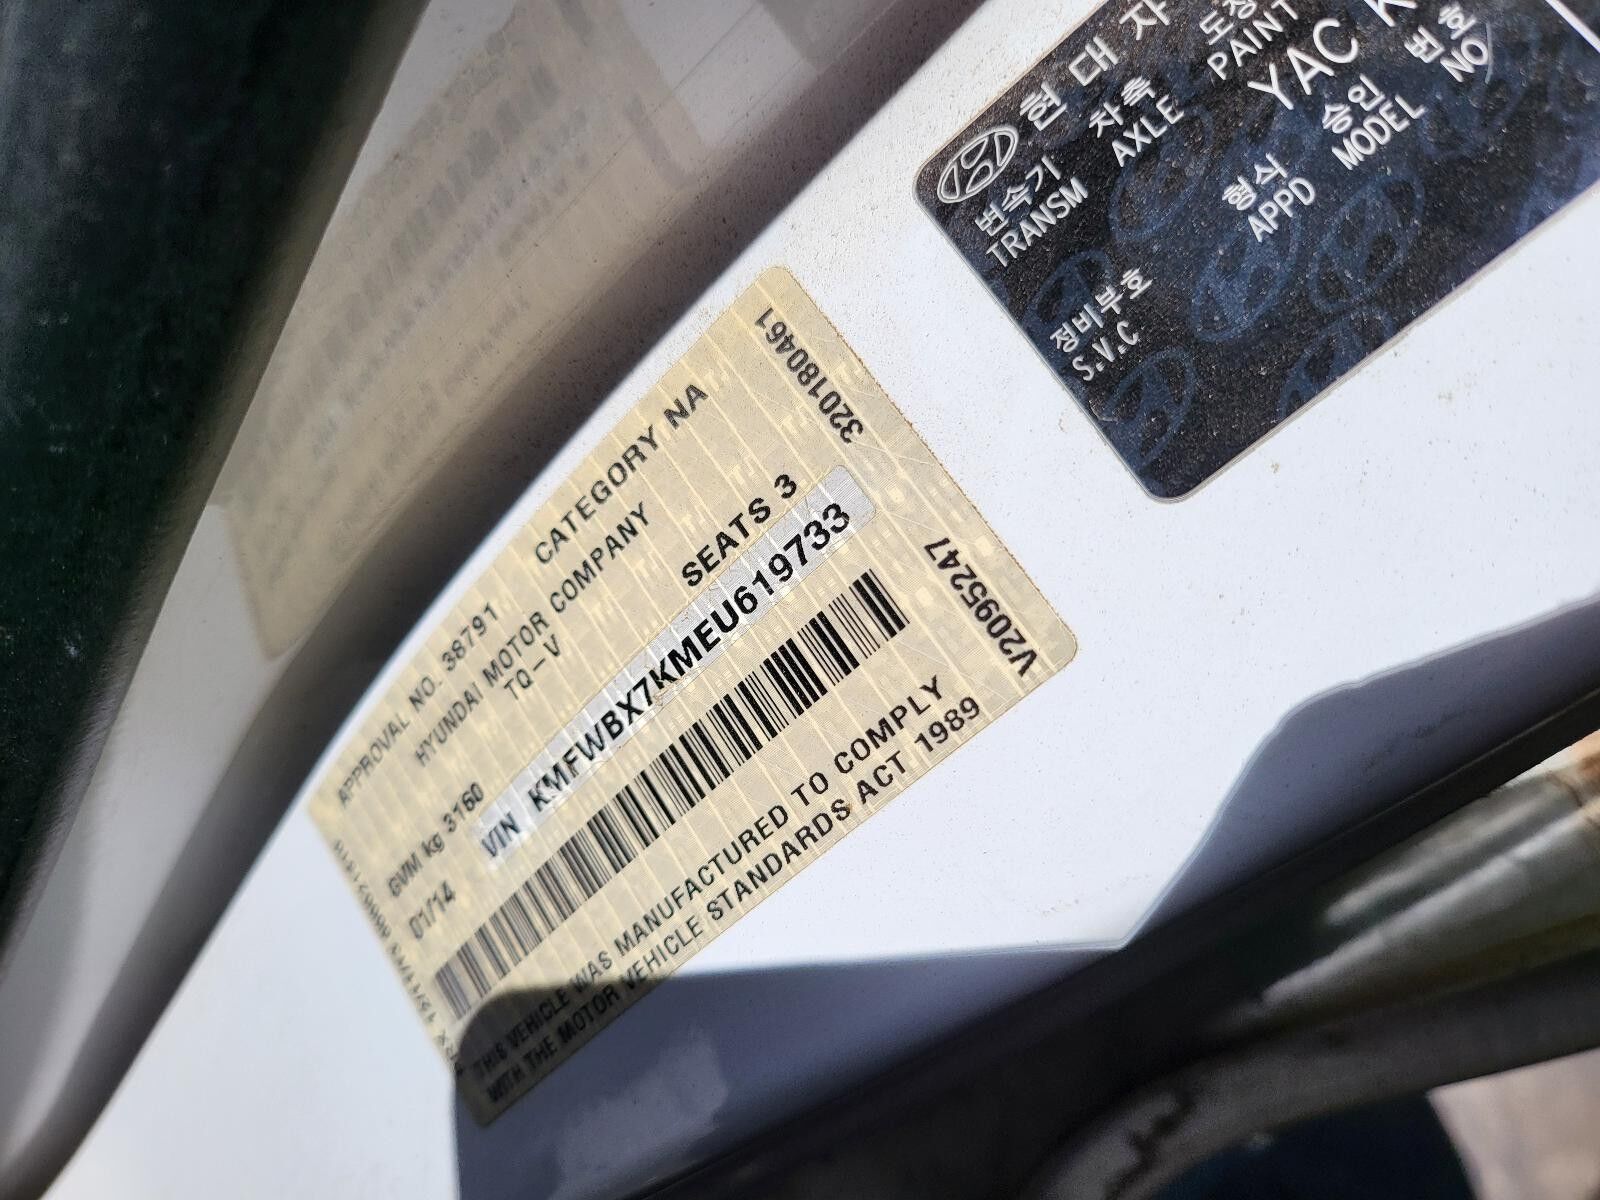 APPROVAL NO. 38791 CATEGORY NA
HYUNDAI MOTOR COMPANY
TQ-V
GVM kg 3160 SEATS 3
01/14 VIN KMFWBX7KMEU619733
THIS VEHICLE WAS MANUFACTURED TO COMPLY
WITH THE MOTOR VEHICLE STANDARDS ACT 1989
320180461
V2095247
현대자
변속기 차축 도장
TRANSM AXLE PAINT
YAC
형식 승인 번호
APPD MODEL NO
정비부호
S.V.C